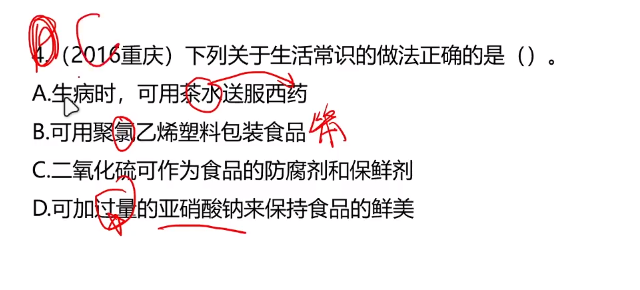 C
4.（2016重庆）下列关于生活常识的做法正确的是（）。
A.生病时，可用茶水送服西药
B.可用聚氯乙烯塑料包装食品
C.二氧化硫可作为食品的防腐剂和保鲜剂
D.可加过量的亚硝酸钠来保持食品的鲜美